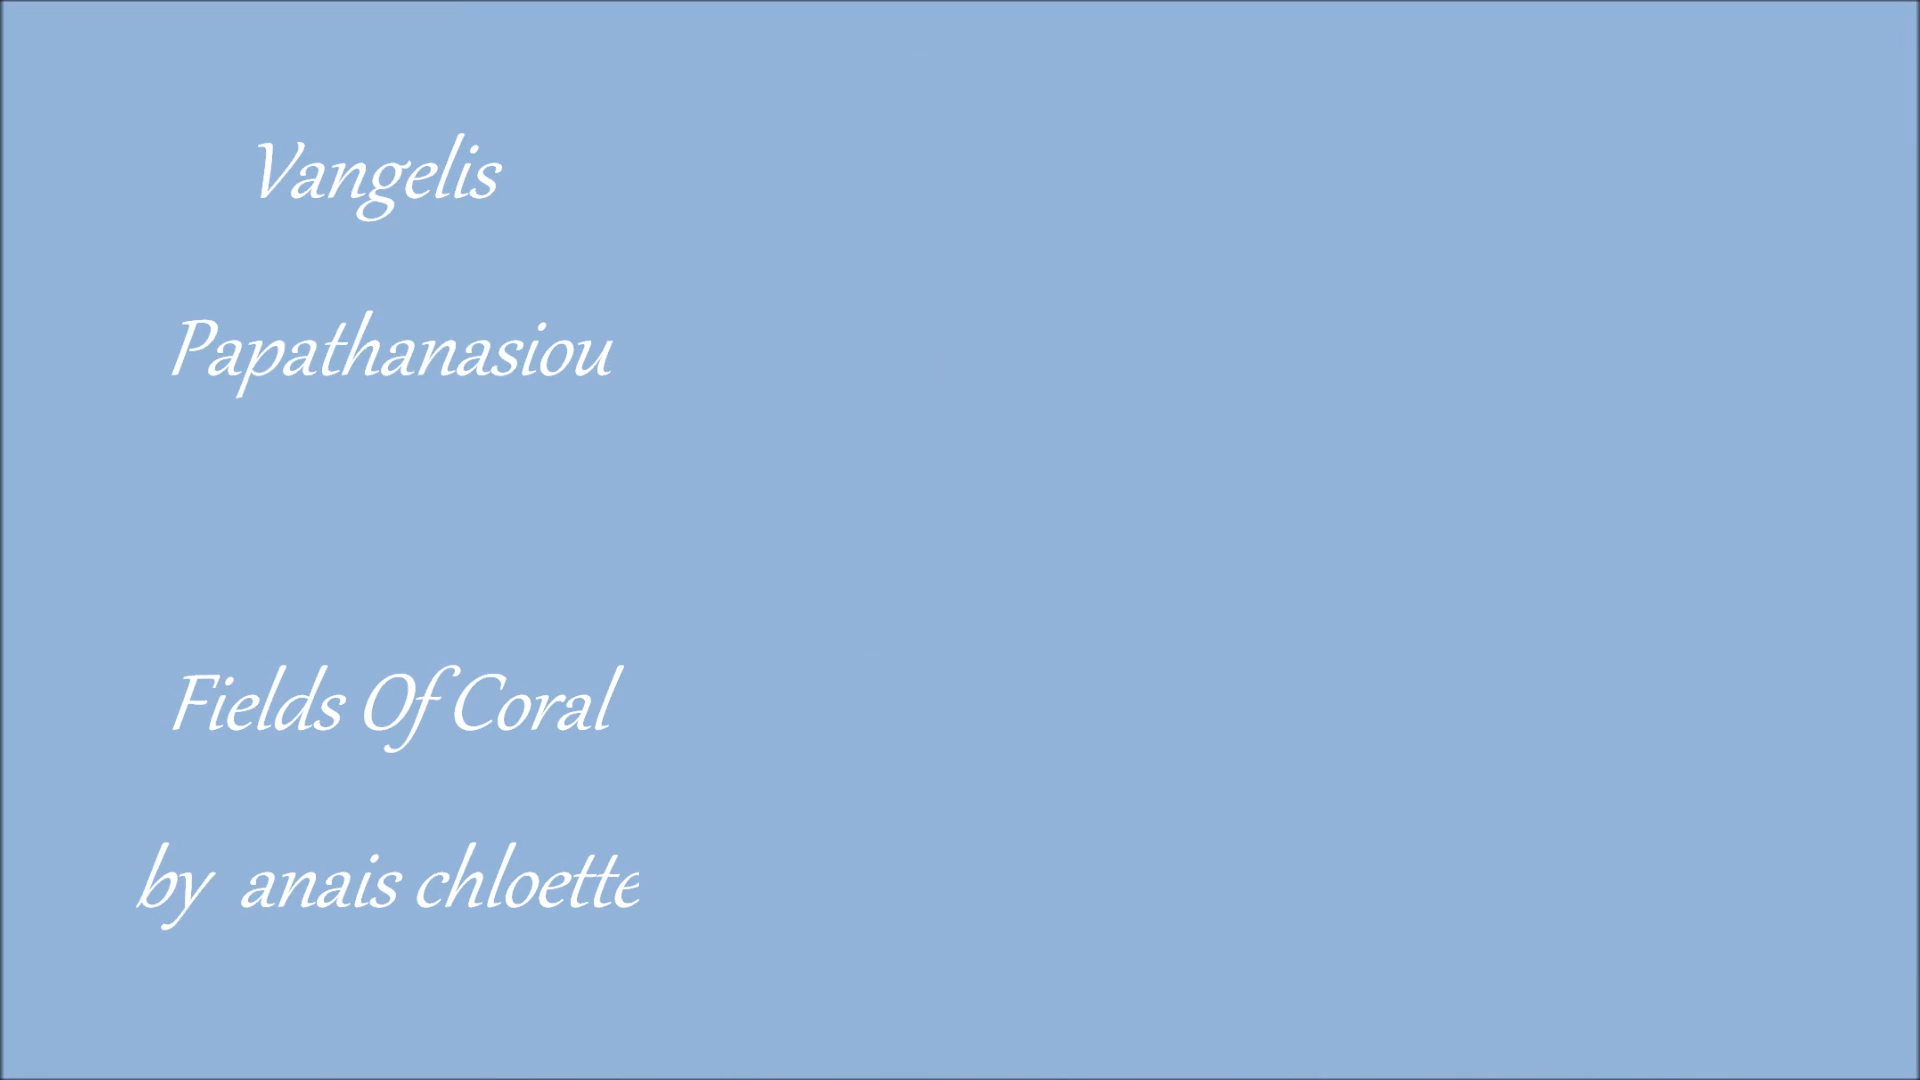 Vangelis
Papathanasiou
Fields Of Coral
by anais chloette